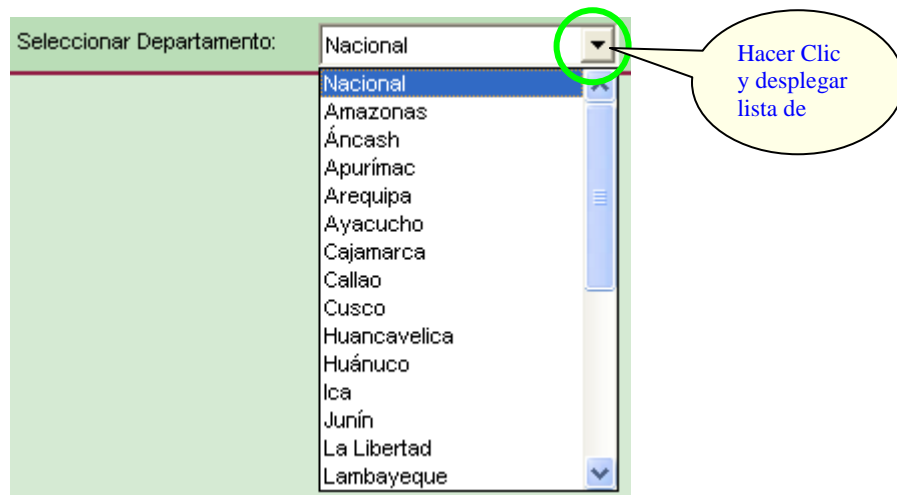 Seleccionar Departamento:
Nacional
Hacer Clic
y desplegar
lista de
Nacional
Amazonas
Áncash
Apurímac
Arequipa
Ayacucho
Cajamarca
Callao
Cusco
Huancavelica
Huánuco
Ica
Junín
La Libertad
Lambayeque